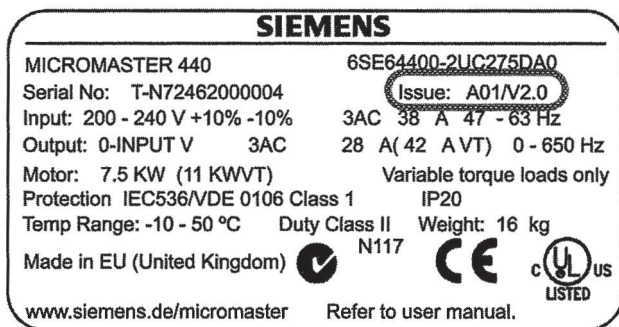 SIEMENS
MICROMASTER 440 6SE64400-2UC275DA0
Serial No: T-N72462000004 Issue: A01/V2.0
Input: 200 - 240 V +10% -10% 3AC 38 A 47 - 63 Hz
Output: 0-INPUT V 3AC 28 A( 42 A VT) 0 - 650 Hz
Motor: 7.5 KW (11 KWVT) Variable torque loads only
Protection IEC536/VDE 0106 Class 1 IP20
Temp Range: -10 - 50 ºC Duty Class II Weight: 16 kg
Made in EU (United Kingdom) N117 CE C UL US LISTED
www.siemens.de/micromaster Refer to user manual.